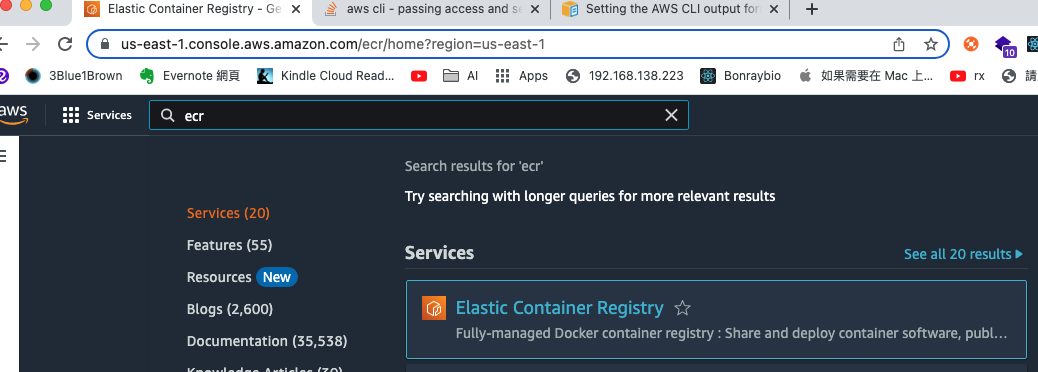 Elastic Container Registry - Ge
aws cli - passing access and se
Setting the AWS CLI output for
us-east-1.console.aws.amazon.com/ecr/home?region=us-east-1
10
3Blue1Brown
Evernote 網頁
Kindle Cloud Read...
AI
Apps
192.168.138.223
Bonraybio
如果需要在 Mac 上...
rx
請
aws
Services
ecr
Search results for 'ecr'
Try searching with longer queries for more relevant results
Services (20)
Features (55)
Resources New
Blogs (2,600)
Documentation (35,538)
Knowledge Articles (30)
Services
See all 20 results
Elastic Container Registry
Fully-managed Docker container registry : Share and deploy container software, publ...